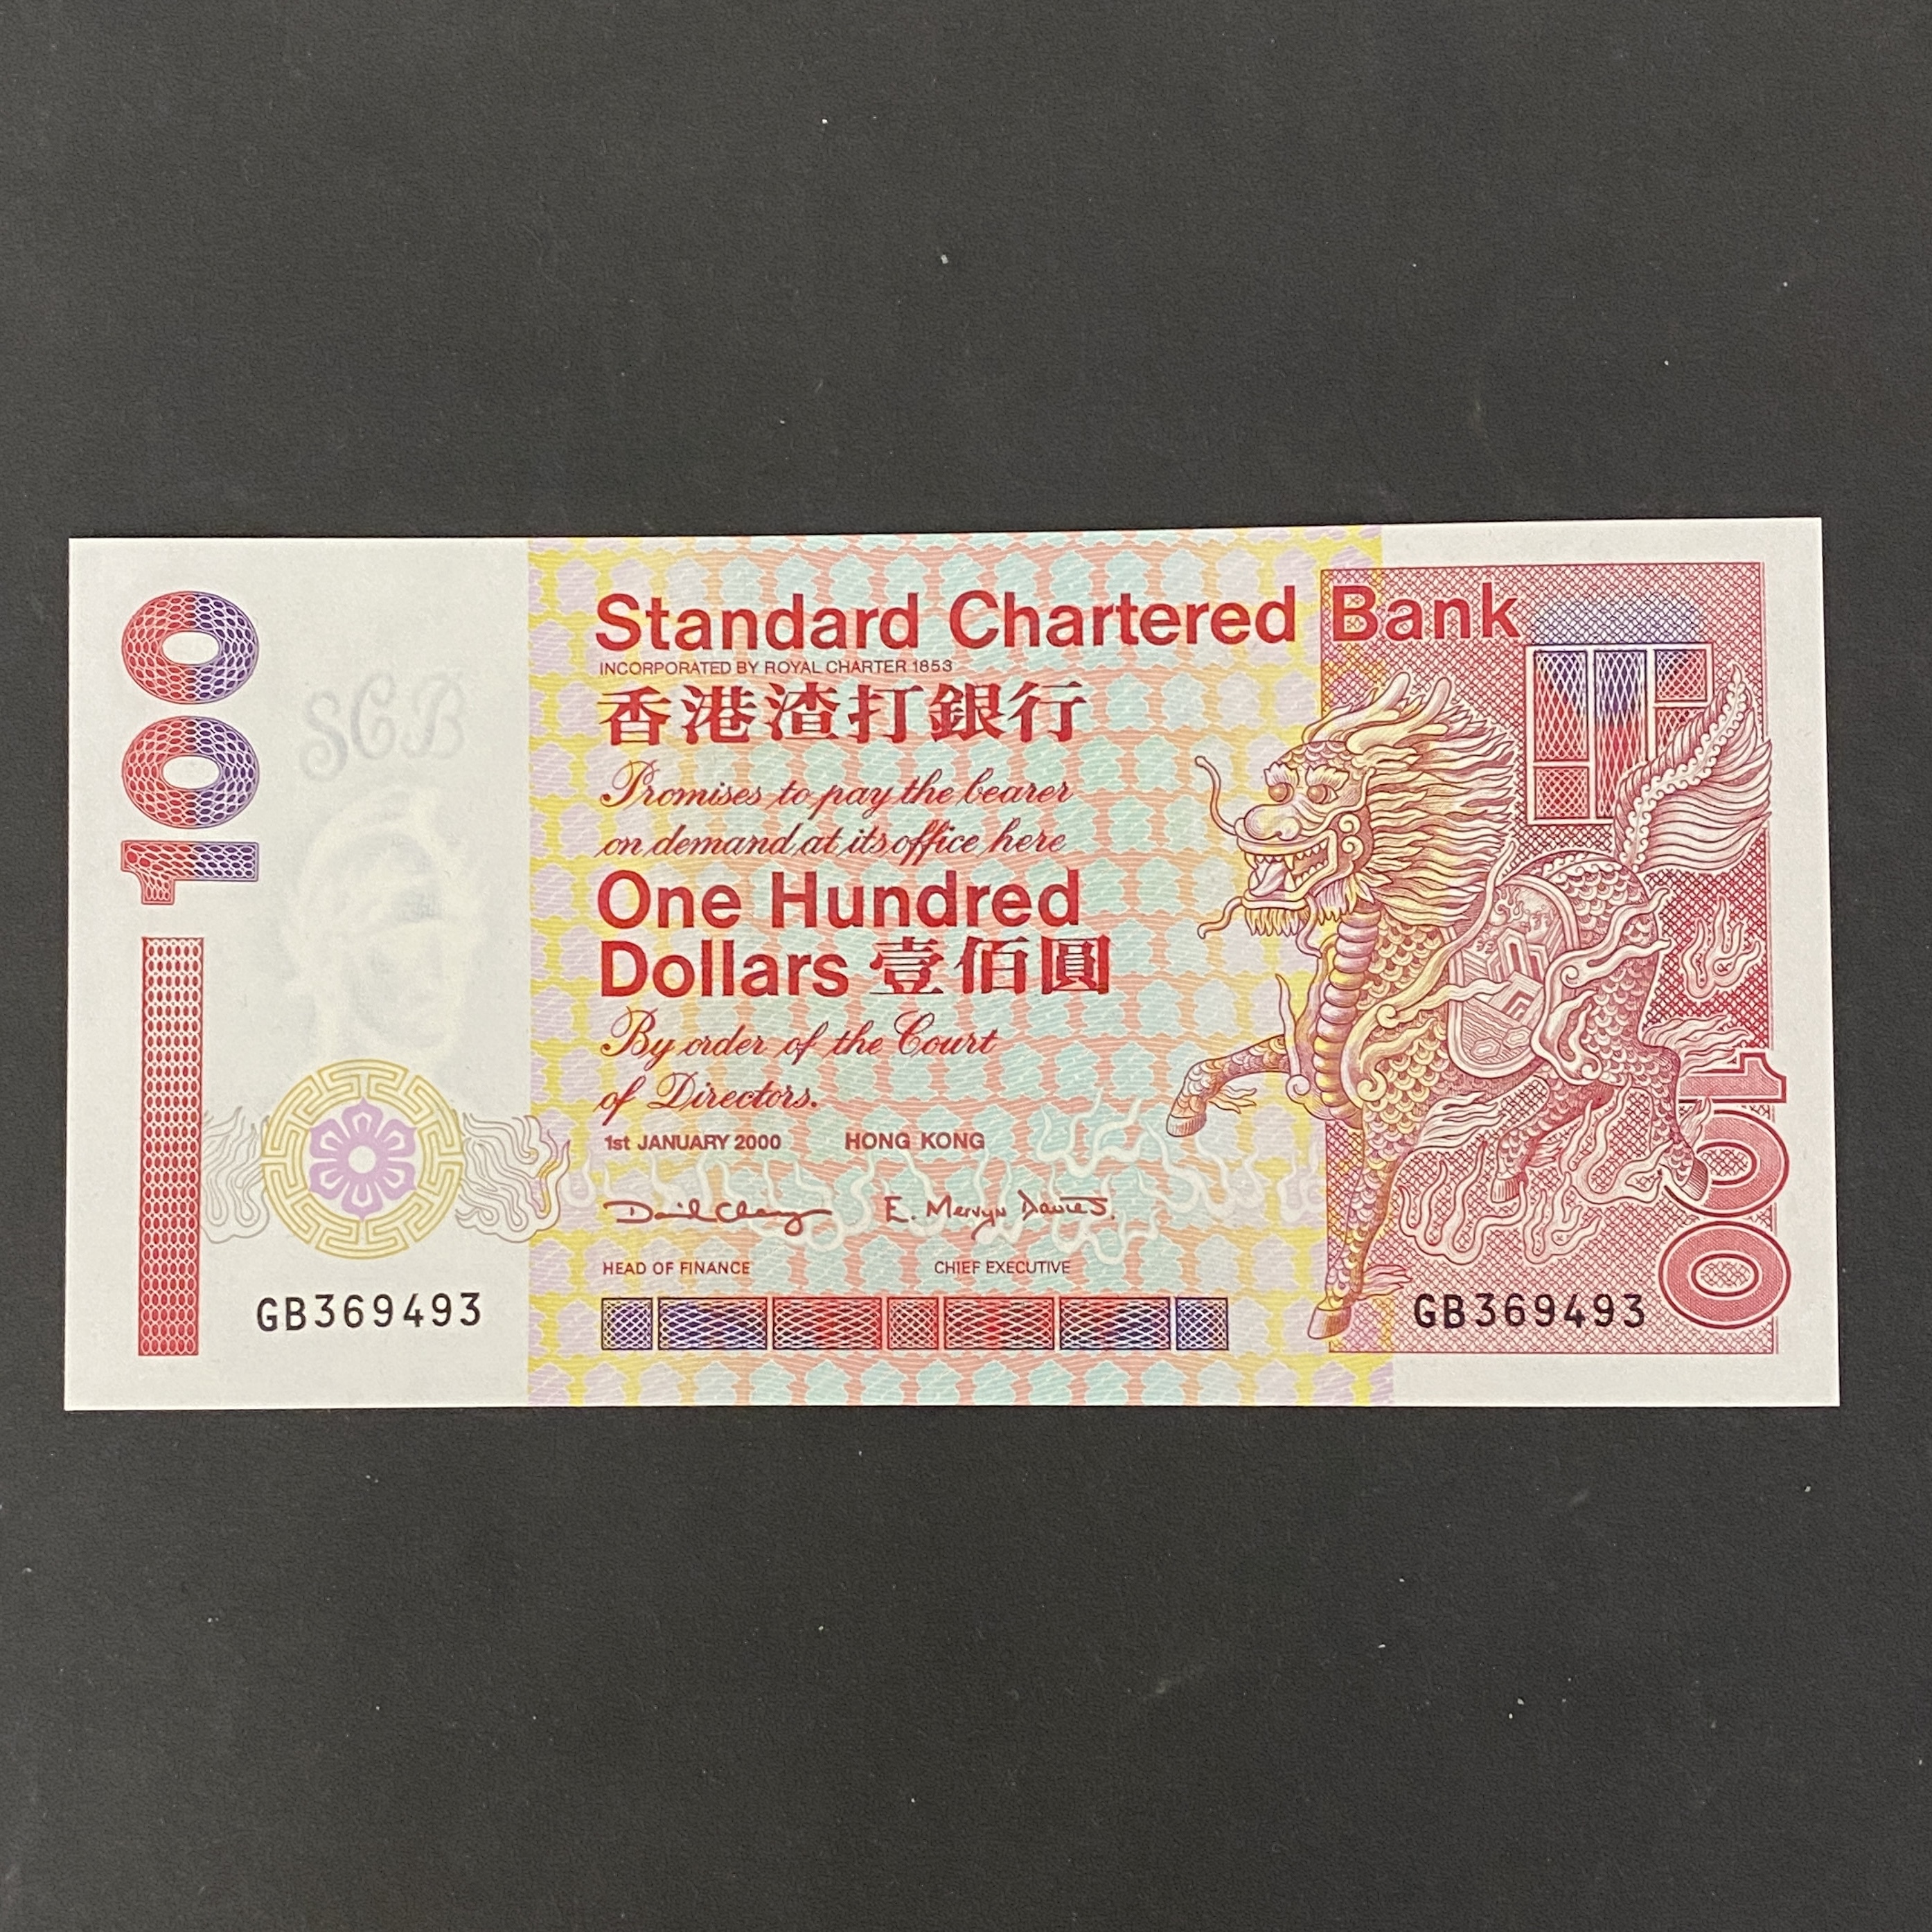 100
SCB
Standard Chartered Bank
INCORPORATED BY ROYAL CHARTER 1853
香港渣打銀行
Promises to pay the bearer
on demand at its office here
One Hundred
Dollars 壹佰圓
By order of the Court
of Directors.
1st JANUARY 2000 HONG KONG
David Chang E. Mervyn Davies.
HEAD OF FINANCE CHIEF EXECUTIVE
GB369493 GB369493
100